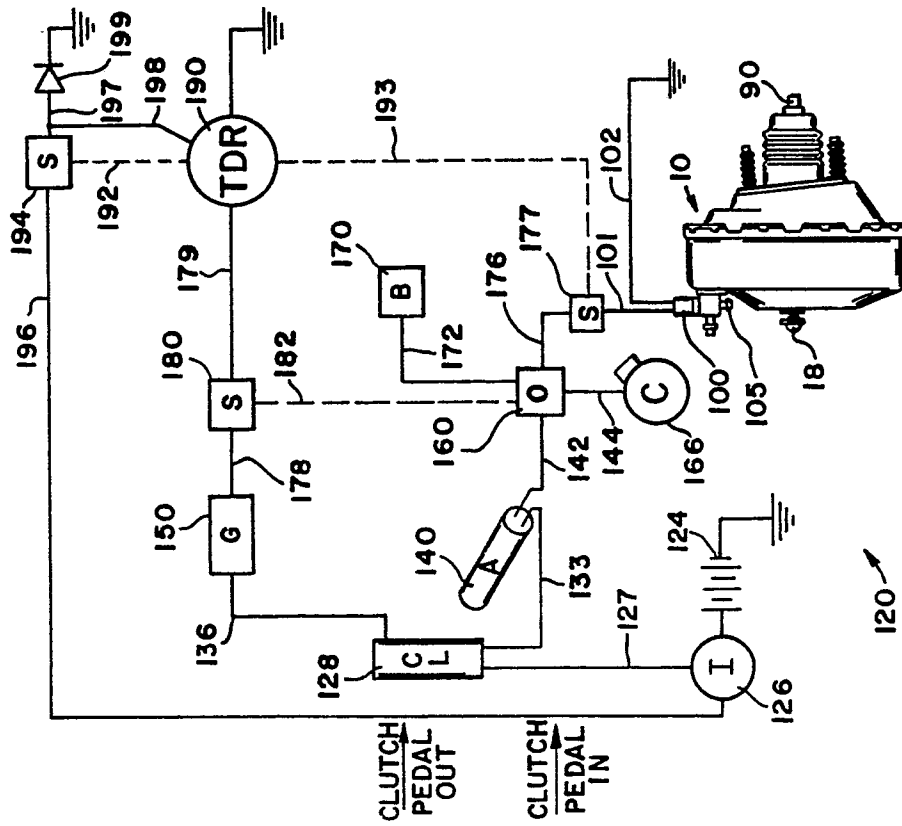 196
194
S
197
199
198
192
190
TDR
179
193
180
S
182
178
150
G
136
170
B
172
176
177
S
101
102
10
90
160
O
142
144
C
166
100
105
18
140
A
133
128
C L
127
124
I
126
120
CLUTCH
PEDAL
OUT
CLUTCH
PEDAL
IN